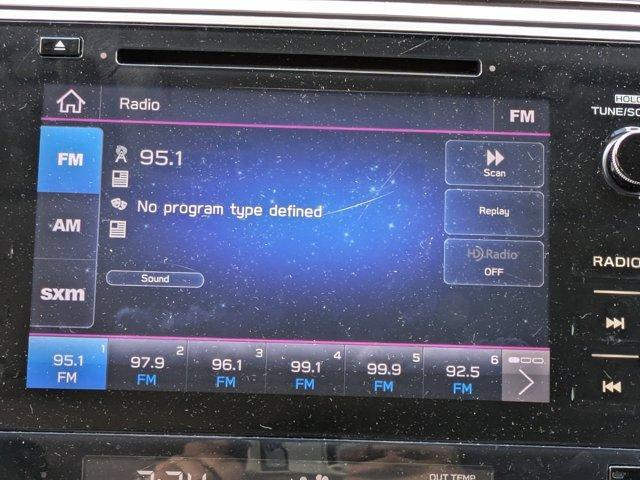 HOLD
Radio
FM
TUNE/SC
FM
95.1
Scan
AM
No program type defined
Replay
HD Radio
OFF
sxm
Sound
RADIO
95.1 FM 1
97.9 FM 2
96.1 FM 3
99.1 FM 4
99.9 FM 5
92.5 FM 6
OUT TEMP